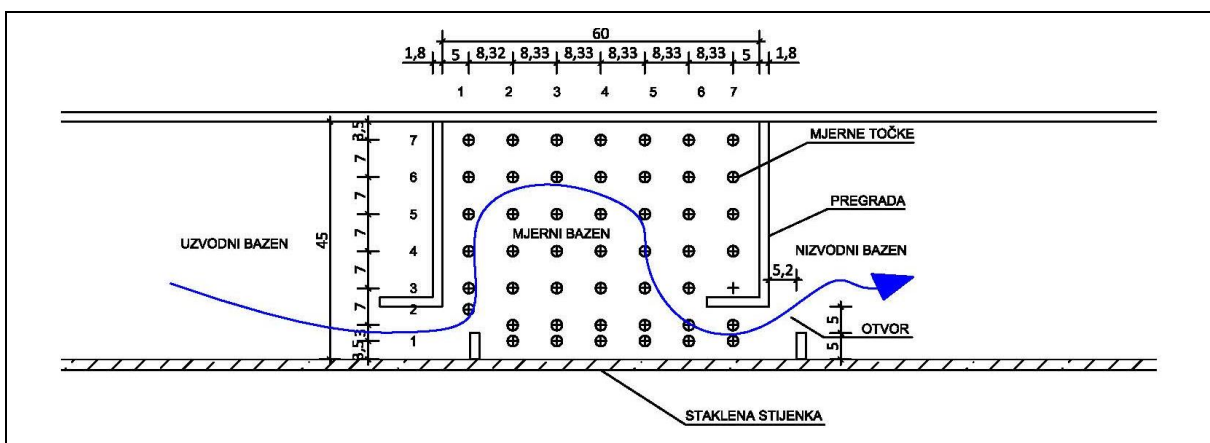 60
1,8 5 8,32 8,33 8,33 8,33 8,33 8,33 5 1,8
1 2 3 4 5 6 7
3,5
7 7
MJERNE TOČKE
7
6
7
5
PREGRADA
UZVODNI BAZEN
45
7
MJERNI BAZEN
NIZVODNI BAZEN
4
7
5,2
3
7
2
5
OTVOR
3
1
3,5
5
STAKLENA STIJENKA